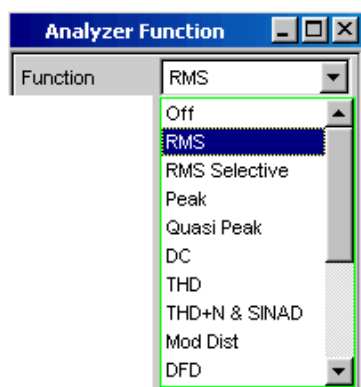 Analyzer Function
Function RMS
Off
RMS
RMS Selective
Peak
Quasi Peak
DC
THD
THD+N & SINAD
Mod Dist
DFD